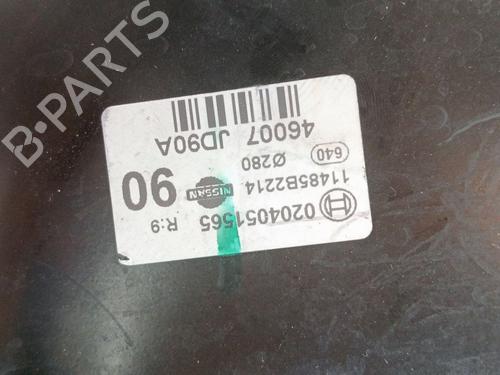 0204051565 R:9
11485B2214 NISSAN 90
640 Ø280
46007 JD90A
B-PARTS